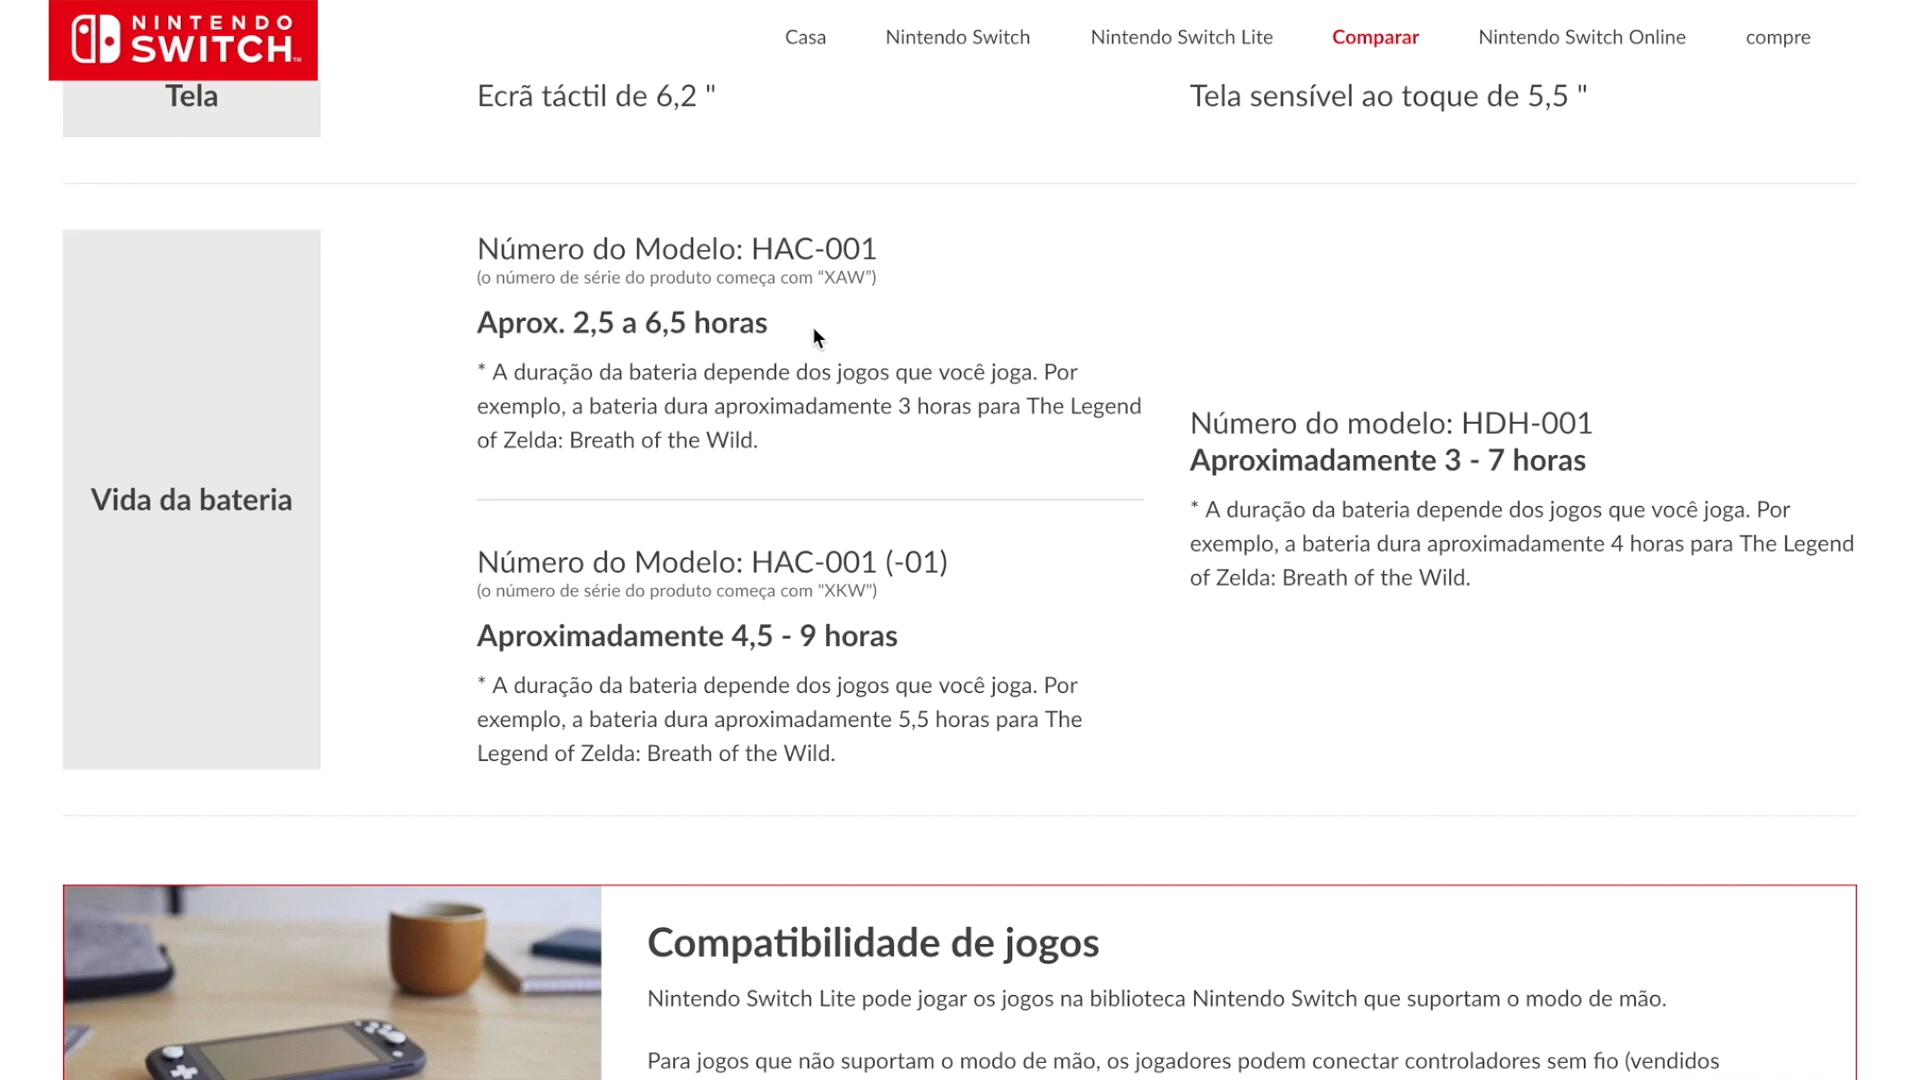 NINTENDO
SWITCH™
Casa
Nintendo Switch
Nintendo Switch Lite
Comparar
Nintendo Switch Online
compre
Tela
Ecrã táctil de 6,2 "
Tela sensível ao toque de 5,5 "
Vida da bateria
Número do Modelo: HAC-001
(o número de série do produto começa com “XAW”)
Aprox. 2,5 a 6,5 horas
* A duração da bateria depende dos jogos que você joga. Por
exemplo, a bateria dura aproximadamente 3 horas para The Legend
of Zelda: Breath of the Wild.
Número do Modelo: HAC-001 (-01)
(o número de série do produto começa com "XKW")
Aproximadamente 4,5 - 9 horas
* A duração da bateria depende dos jogos que você joga. Por
exemplo, a bateria dura aproximadamente 5,5 horas para The
Legend of Zelda: Breath of the Wild.
Número do modelo: HDH-001
Aproximadamente 3 - 7 horas
* A duração da bateria depende dos jogos que você joga. Por
exemplo, a bateria dura aproximadamente 4 horas para The Legend
of Zelda: Breath of the Wild.
Compatibilidade de jogos
Nintendo Switch Lite pode jogar os jogos na biblioteca Nintendo Switch que suportam o modo de mão.
Para jogos que não suportam o modo de mão, os jogadores podem conectar controladores sem fio (vendidos